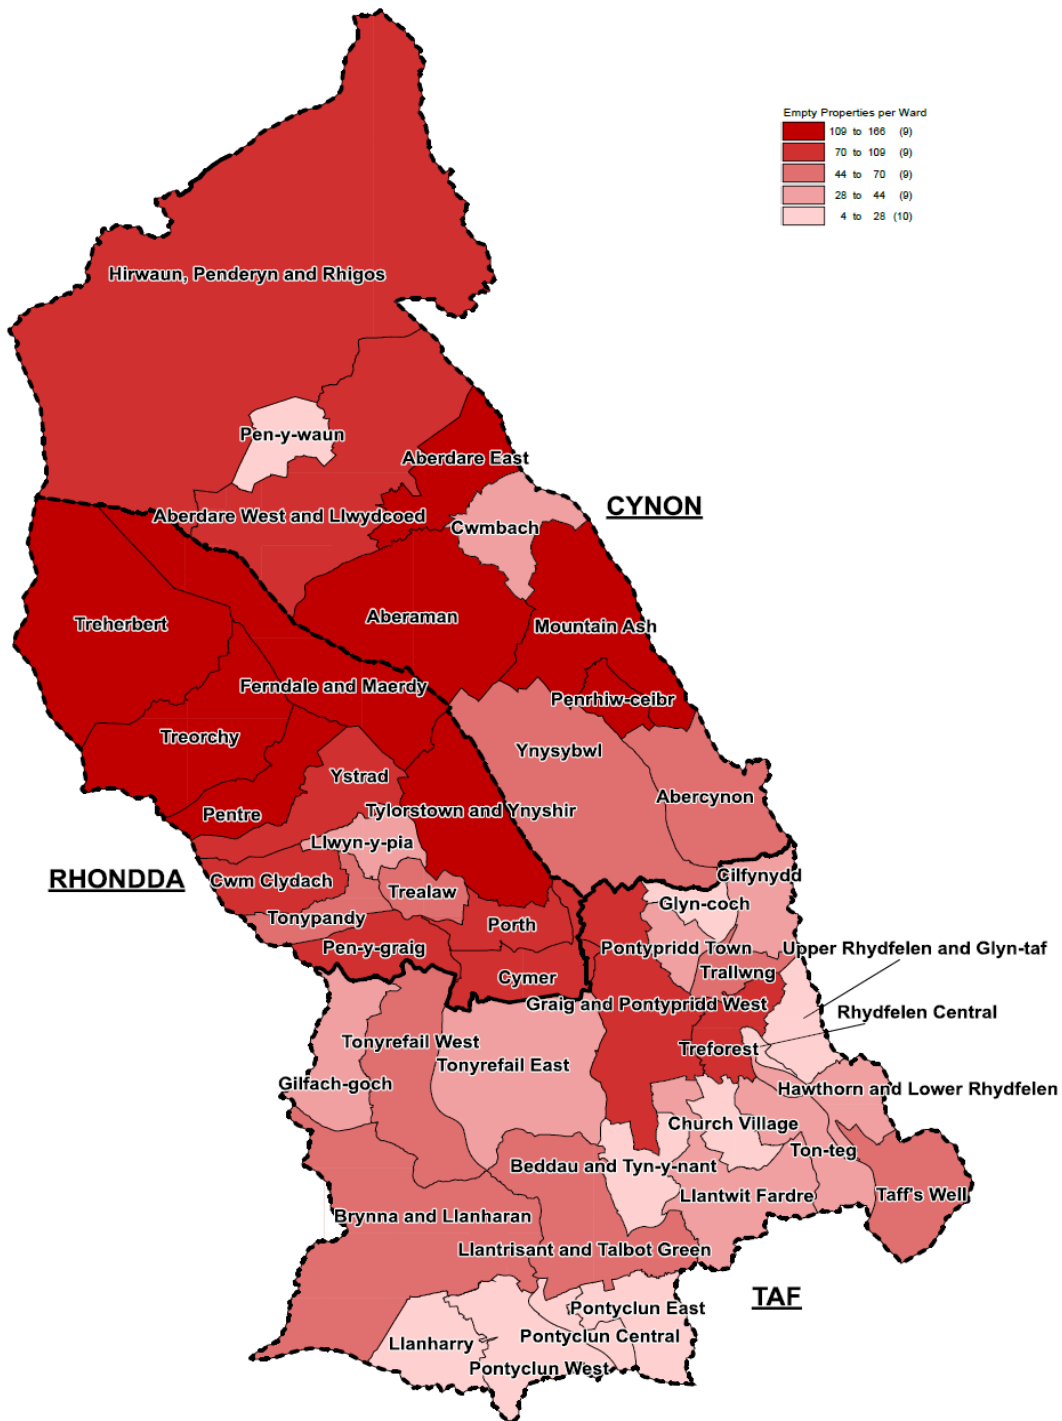 Empty Properties per Ward
109 to 166 (9)
70 to 109 (9)
44 to 70 (9)
28 to 44 (9)
4 to 28 (10)
Hirwaun, Penderyn and Rhigos
Pen-y-waun
Aberdare East
CYNON
Aberdare West and Llwydcoed
Cwmbach
Aberaman
Treherbert
Mountain Ash
Ferndale and Maerdy
Penrhiw-ceibr
Treorchy
Ynysybwl
Ystrad
Abercynon
Tylorstown and Ynyshir
Pentre
Llwyn-y-pia
RHONDDA
Cwm Clydach
Cilfynydd
Trealaw
Glyn-coch
Tonypandy
Porth
Pen-y-graig
Pontypridd Town
Upper Rhydfelen and Glyn-taf
Trallwng
Cymer
Graig and Pontypridd West
Rhydfelen Central
Tonyrefail West
Treforest
Tonyrefail East
Gilfach-goch
Hawthorn and Lower Rhydfelen
Church Village
Ton-teg
Beddau and Tyn-y-nant
Llantwit Fardre
Taff's Well
Brynna and Llanharan
Llantrisant and Talbot Green
TAF
Pontyclun East
Pontyclun Central
Llanharry
Pontyclun West